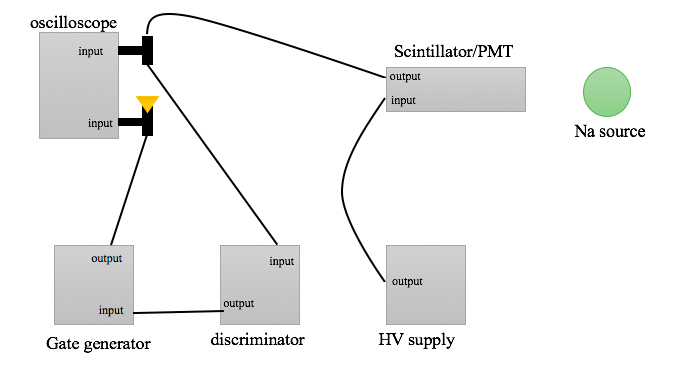 oscilloscope
input
input
Scintillator/PMT
output
input
Na source
output
input
Gate generator
input
output
discriminator
output
HV supply